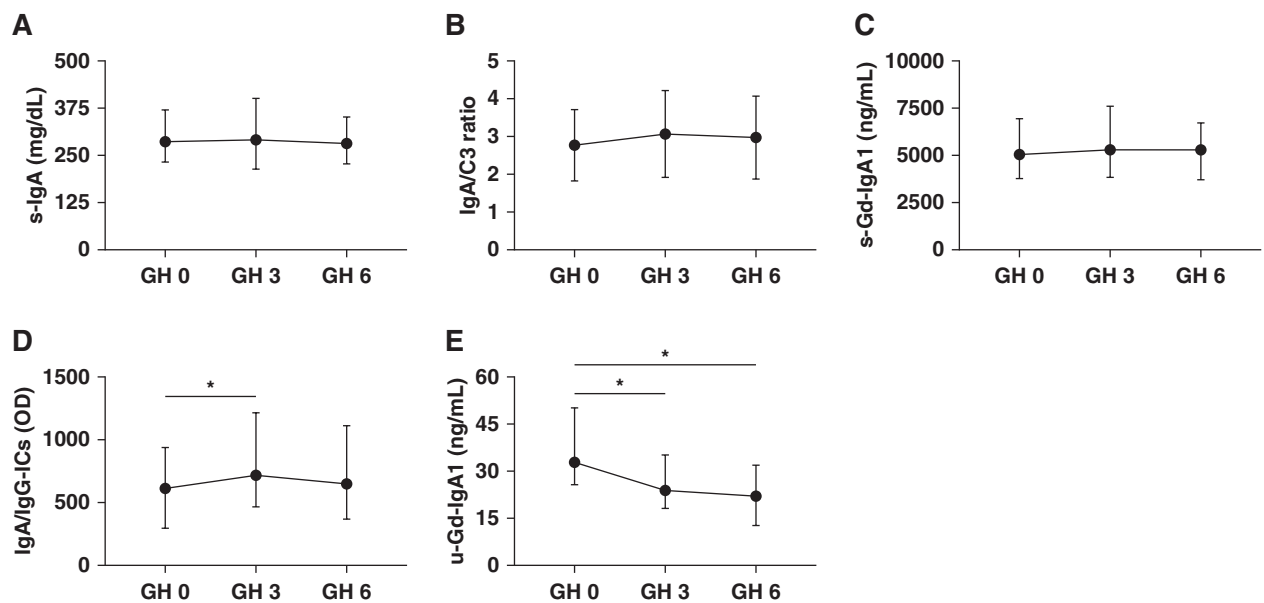 A
s-IgA (mg/dL)
500
375
250
125
0
GH 0 GH 3 GH 6
B
IgA/C3 ratio
5
4
3
2
1
0
GH 0 GH 3 GH 6
C
s-Gd-IgA1 (ng/mL)
10000
7500
5000
2500
0
GH 0 GH 3 GH 6
D
IgA/IgG-ICs (OD)
1500
1000
500
0
*
GH 0 GH 3 GH 6
E
u-Gd-IgA1 (ng/mL)
60
45
30
15
0
*
*
GH 0 GH 3 GH 6